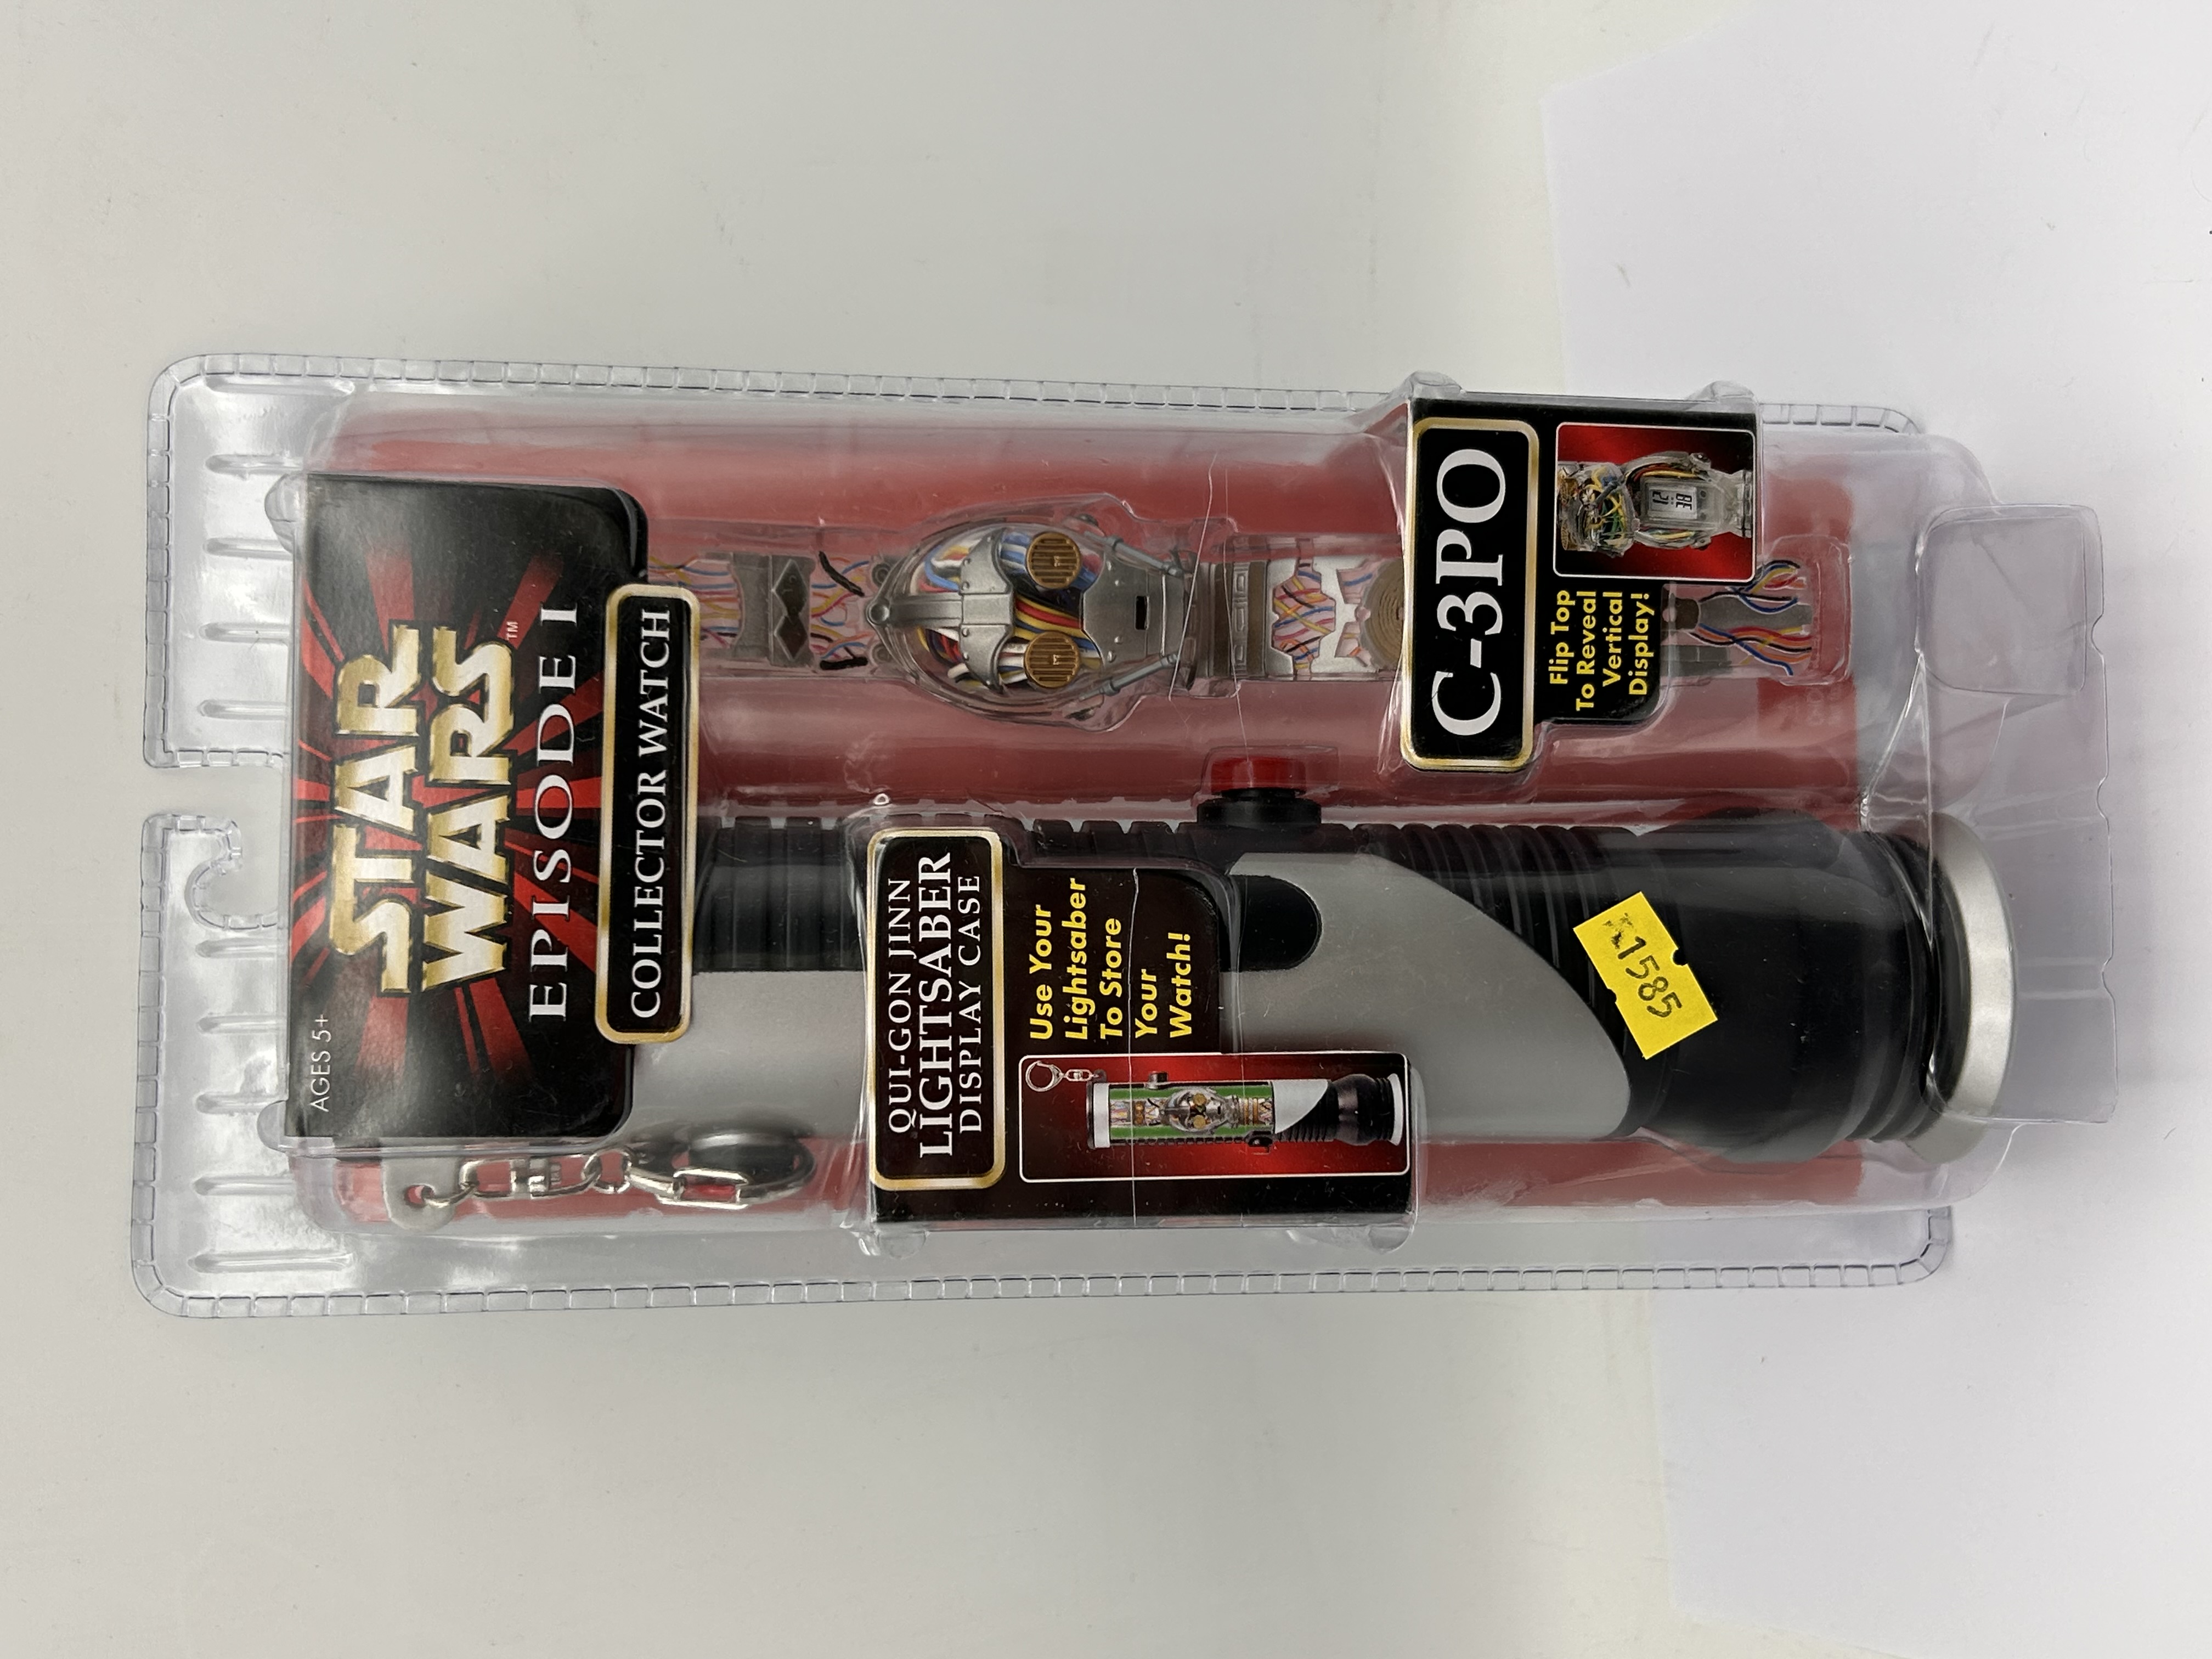 AGES 5+
STAR
WARS™
EPISODE I
COLLECTOR WATCH
C-3PO
Flip Top
To Reveal
Vertical
Display!
QUI-GON JINN
LIGHTSABER
DISPLAY CASE
Use Your
Lightsaber
To Store
Your
Watch!
1585